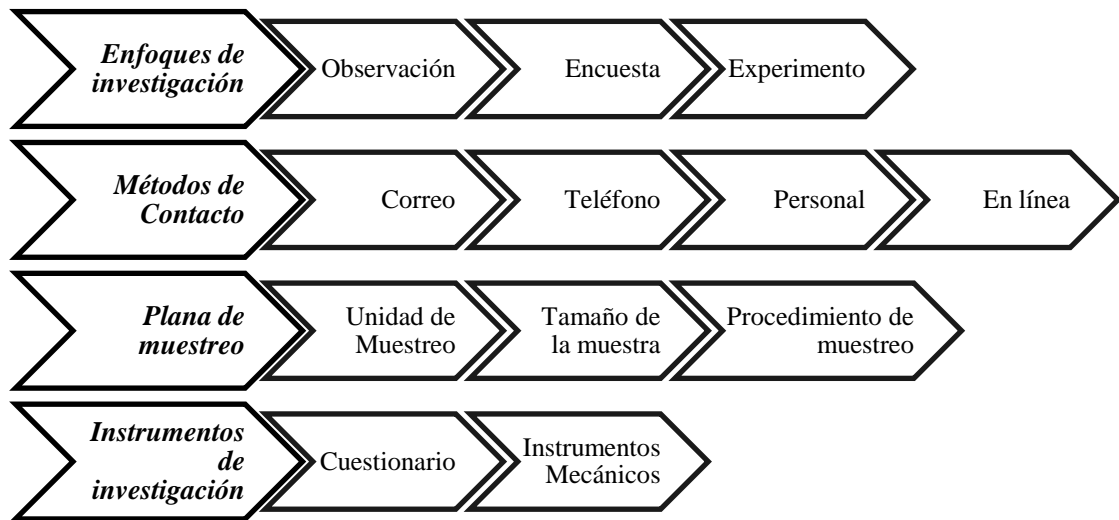 Enfoques de
investigación
Observación
Encuesta
Experimento
Métodos de
Contacto
Correo
Teléfono
Personal
En línea
Plana de
muestreo
Unidad de
Muestreo
Tamaño de
la muestra
Procedimiento de
muestreo
Instrumentos
de
investigación
Cuestionario
Instrumentos
Mecánicos